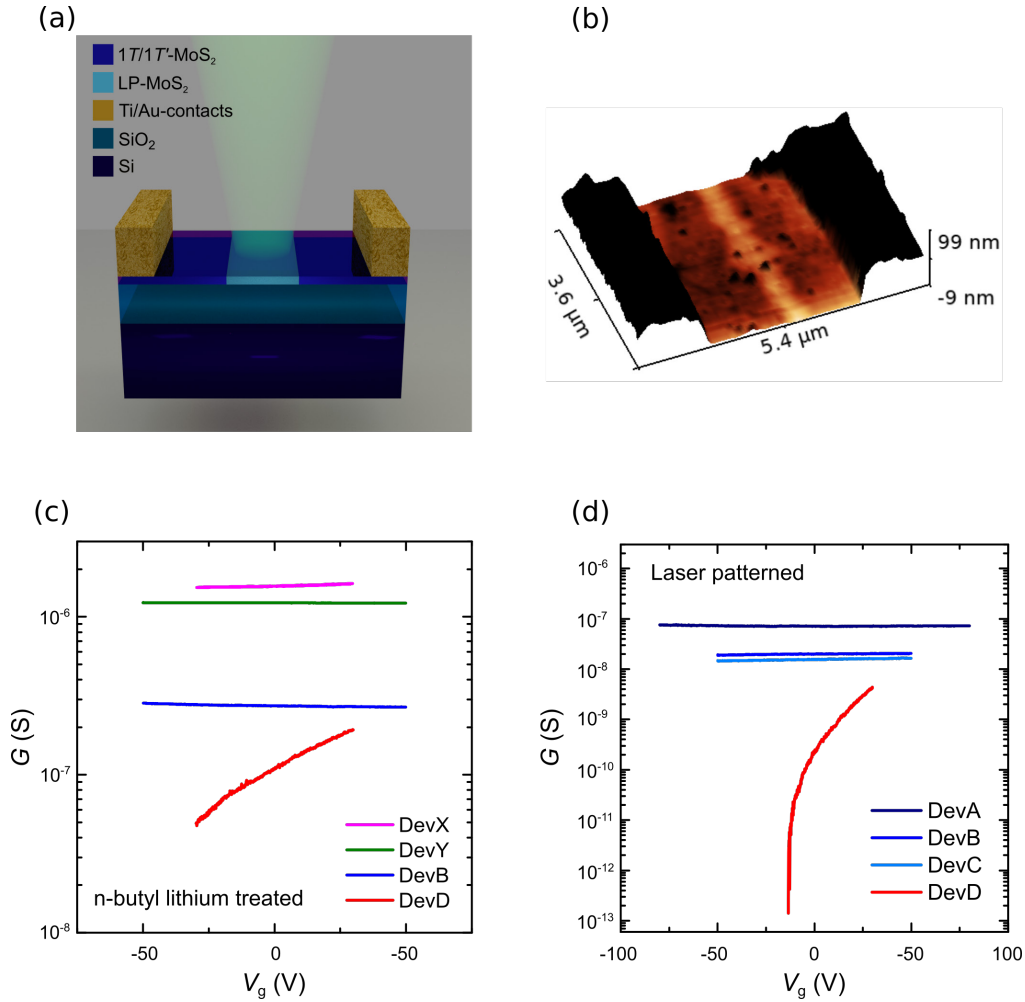 (a)
1T/1T′-MoS₂
LP-MoS₂
Ti/Au-contacts
SiO₂
Si
(b)
99 nm
-9 nm
3.6 µm
5.4 µm
(c)
10⁻⁶
10⁻⁷
10⁻⁸
G (S)
DevX
DevY
DevB
DevD
n-butyl lithium treated
-50
0
-50
Vg (V)
(d)
Laser patterned
10⁻⁶
10⁻⁷
10⁻⁸
10⁻⁹
10⁻¹⁰
10⁻¹¹
10⁻¹²
10⁻¹³
G (S)
DevA
DevB
DevC
DevD
-100
-50
0
-50
100
Vg (V)